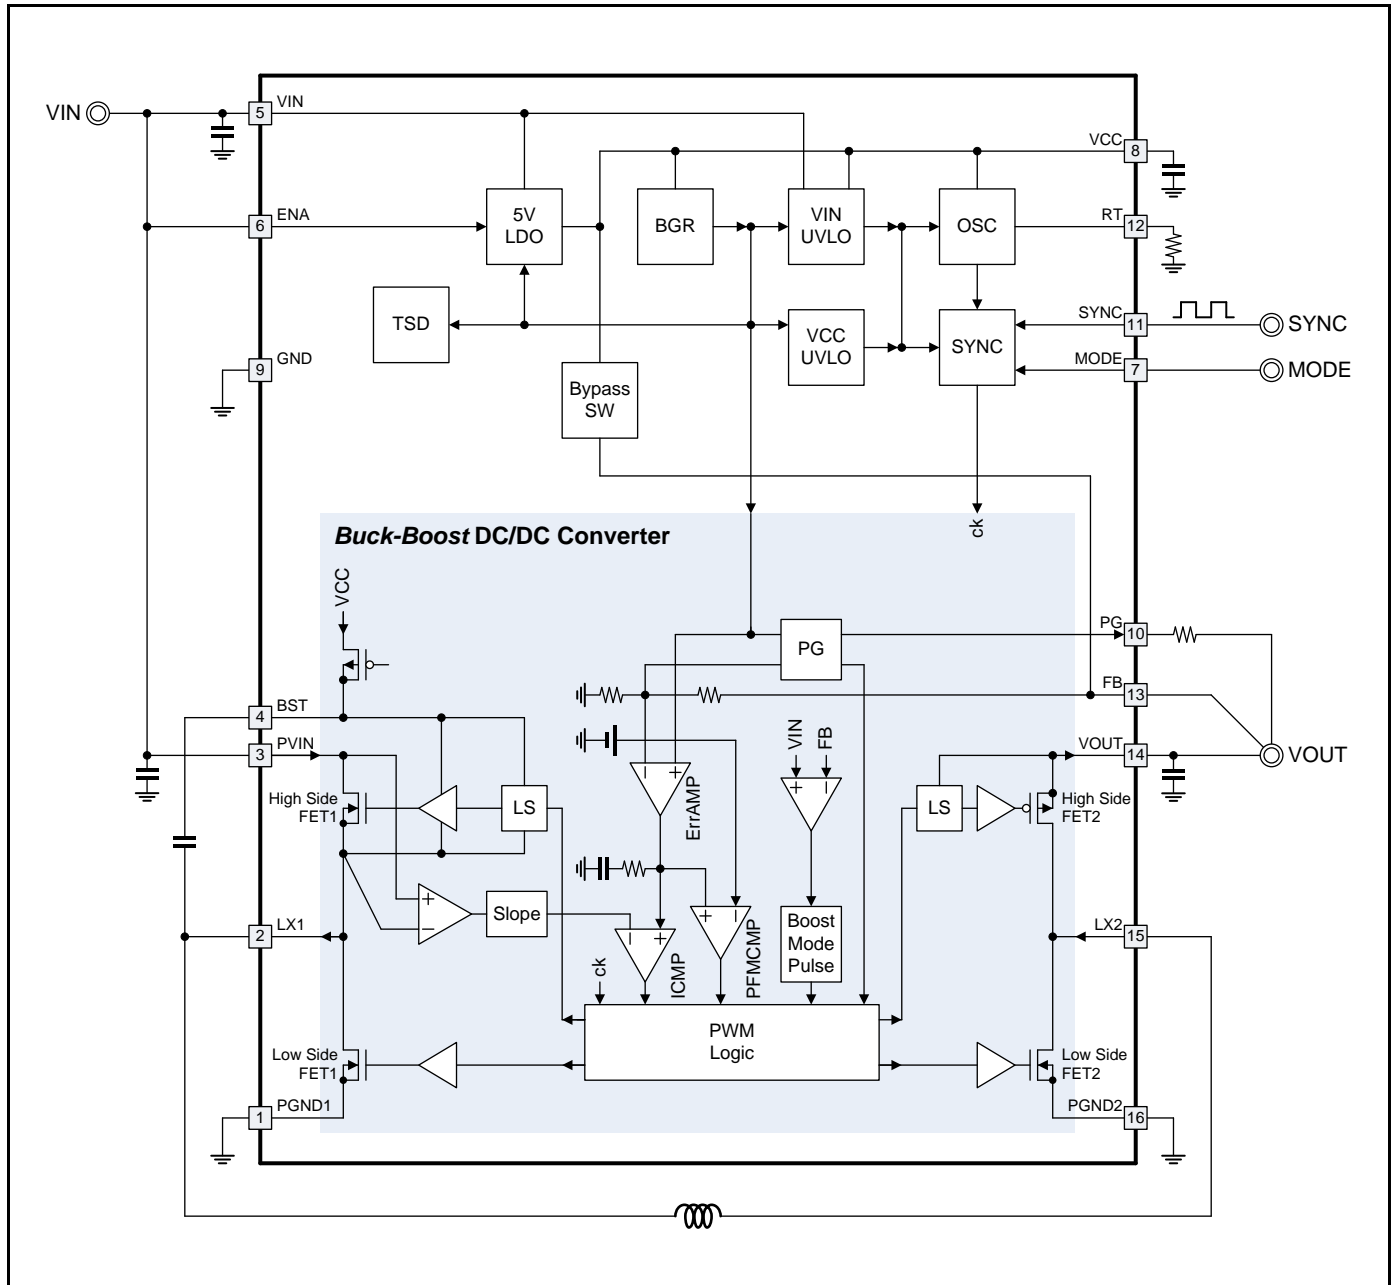 VIN
5
VIN
VCC
8
6
ENA
5V
LDO
BGR
VIN
UVLO
OSC
RT
12
TSD
VCC
UVLO
SYNC
SYNC
11
SYNC
9
GND
MODE
7
MODE
Bypass
SW
ck
Buck-Boost DC/DC Converter
VCC
PG
PG
10
4
BST
FB
13
3
PVIN
VIN
FB
VOUT
14
VOUT
High Side
FET1
LS
ErrAMP
LS
High Side
FET2
2
LX1
Slope
Boost
Mode
Pulse
LX2
15
ck
ICMP
PFMCMP
PWM
Logic
Low Side
FET1
Low Side
FET2
1
PGND1
PGND2
16
+
−
−
+
+
−
−
+
+
−